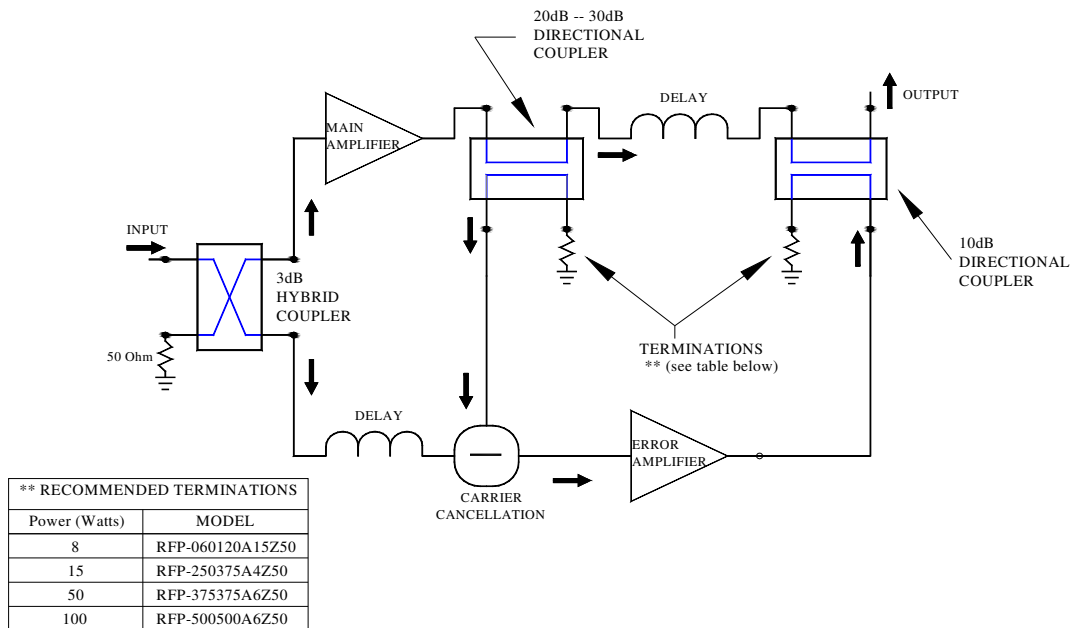 20dB -- 30dB
DIRECTIONAL
COUPLER
DELAY
OUTPUT
MAIN
AMPLIFIER
INPUT
3dB
HYBRID
COUPLER
10dB
DIRECTIONAL
COUPLER
50 Ohm
TERMINATIONS
** (see table below)
DELAY
ERROR
AMPLIFIER
CARRIER
CANCELLATION
** RECOMMENDED TERMINATIONS
Power (Watts) MODEL
8 RFP-060120A15Z50
15 RFP-250375A4Z50
50 RFP-375375A6Z50
100 RFP-500500A6Z50